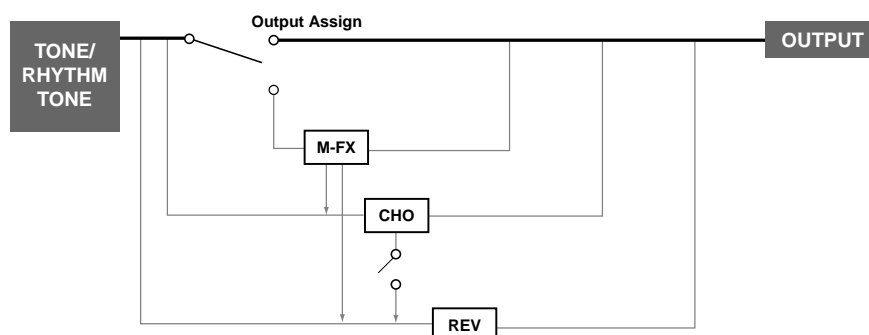 Output Assign
TONE/
RHYTHM
TONE
OUTPUT
M-FX
CHO
REV